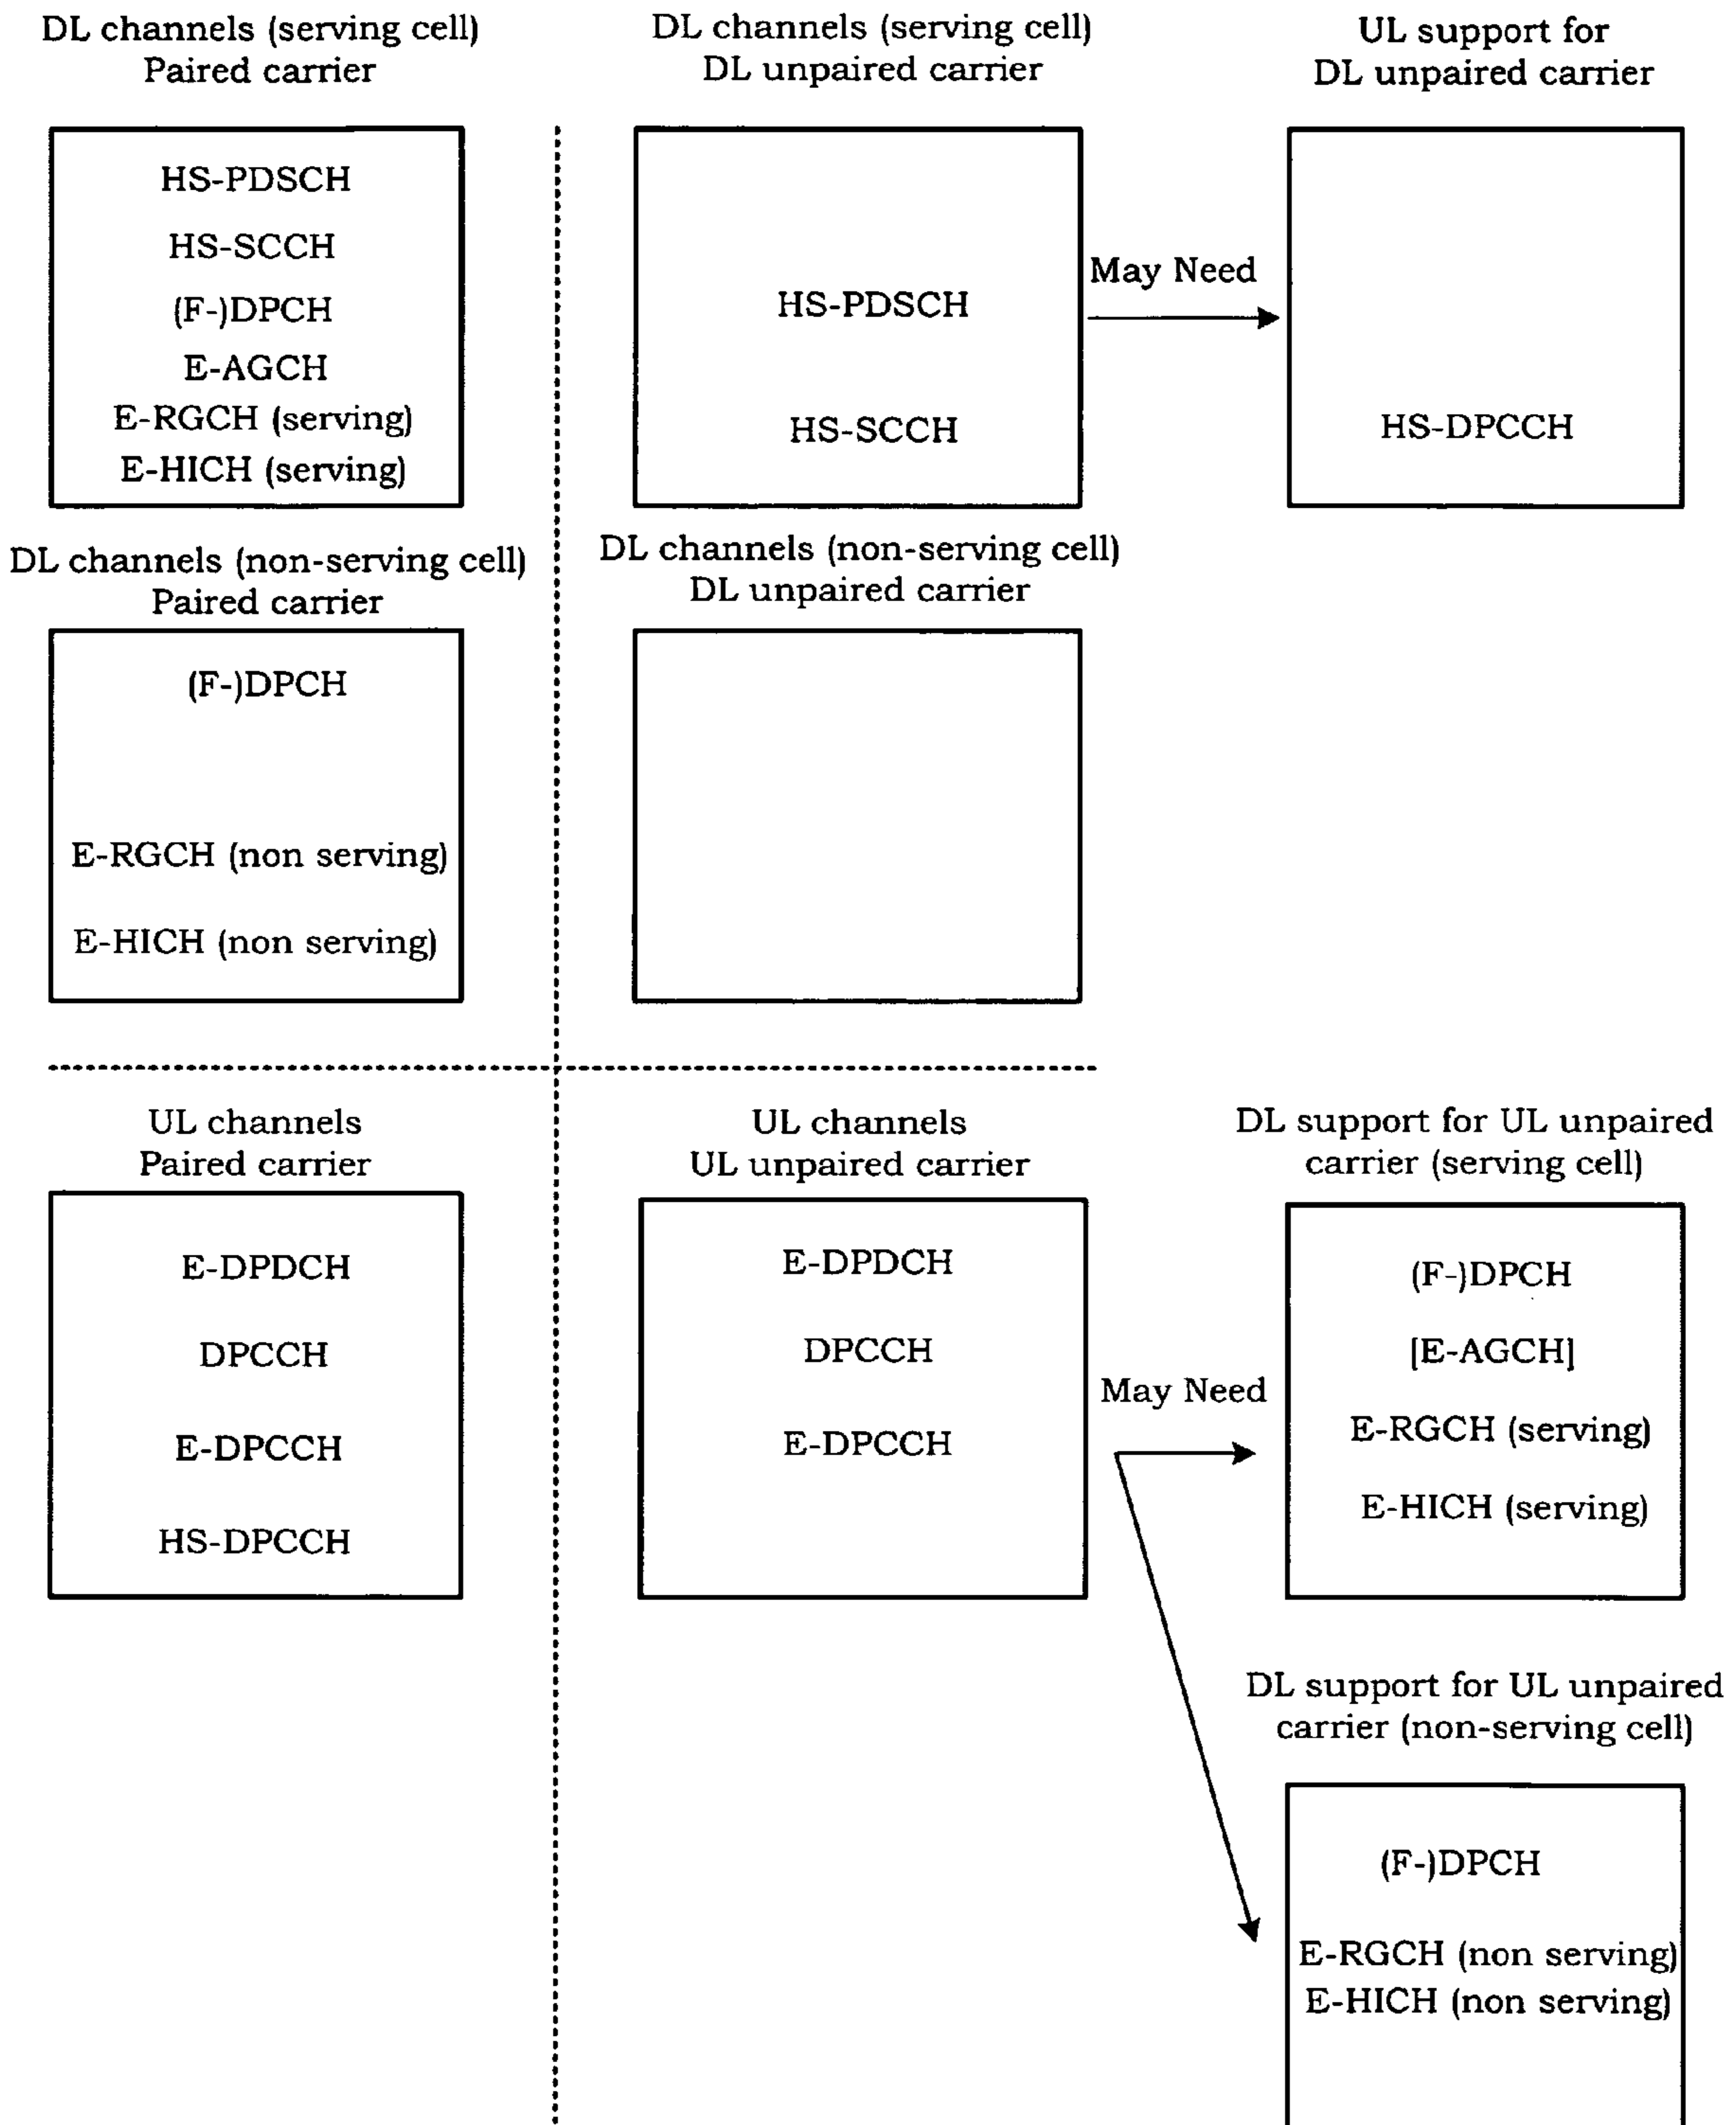 DL channels (serving cell)
Paired carrier
HS-PDSCH
HS-SCCH
(F-)DPCH
E-AGCH
E-RGCH (serving)
E-HICH (serving)
DL channels (serving cell)
DL unpaired carrier
HS-PDSCH
HS-SCCH
May Need
UL support for
DL unpaired carrier
HS-DPCCH
DL channels (non-serving cell)
Paired carrier
(F-)DPCH
E-RGCH (non serving)
E-HICH (non serving)
DL channels (non-serving cell)
DL unpaired carrier
UL channels
Paired carrier
E-DPDCH
DPCCH
E-DPCCH
HS-DPCCH
UL channels
UL unpaired carrier
E-DPDCH
DPCCH
E-DPCCH
May Need
DL support for UL unpaired
carrier (serving cell)
(F-)DPCH
[E-AGCH]
E-RGCH (serving)
E-HICH (serving)
DL support for UL unpaired
carrier (non-serving cell)
(F-)DPCH
E-RGCH (non serving)
E-HICH (non serving)